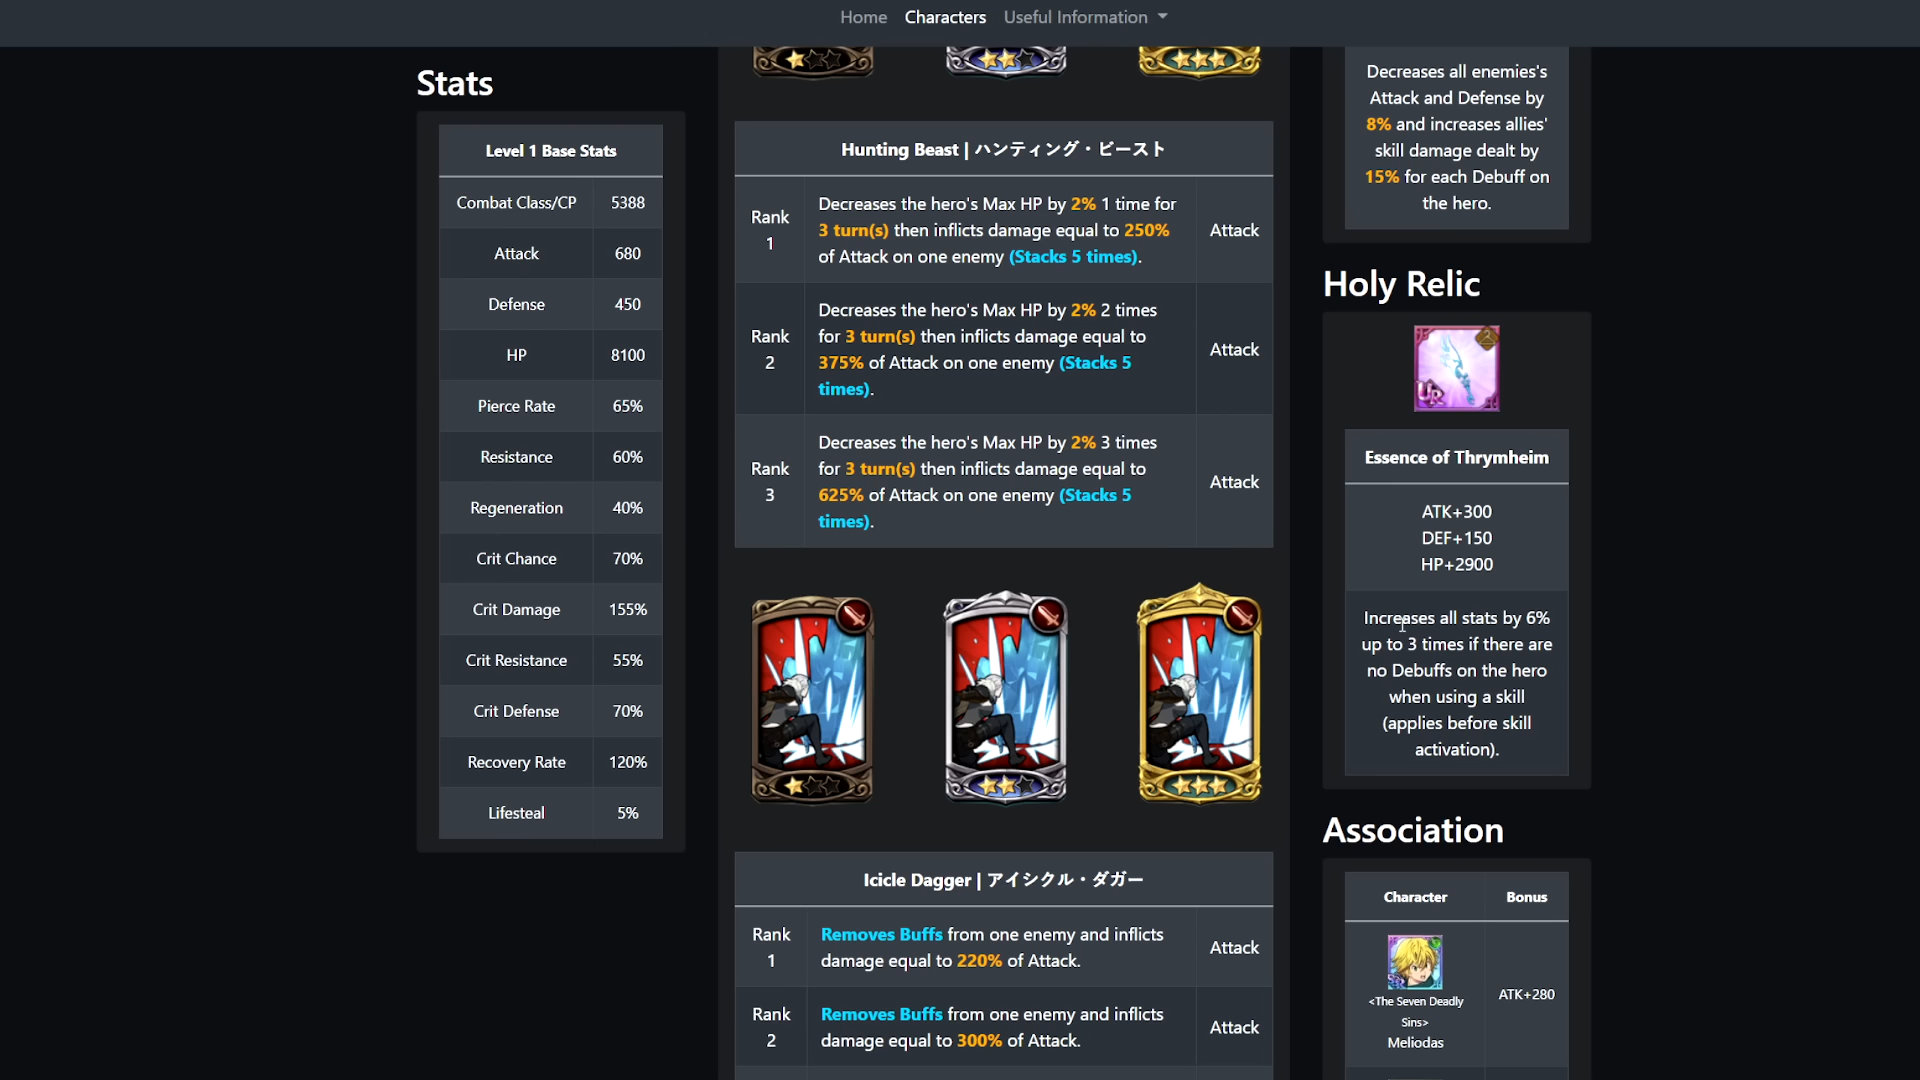 Home Characters Useful Information
Stats
Level 1 Base Stats
Combat Class/CP 5388
Attack 680
Defense 450
HP 8100
Pierce Rate 65%
Resistance 60%
Regeneration 40%
Crit Chance 70%
Crit Damage 155%
Crit Resistance 55%
Crit Defense 70%
Recovery Rate 120%
Lifesteal 5%
Hunting Beast | ハンティング・ビースト
Rank 1
Decreases the hero's Max HP by 2% 1 time for
3 turn(s) then inflicts damage equal to 250%
of Attack on one enemy (Stacks 5 times).
Attack
Rank 2
Decreases the hero's Max HP by 2% 2 times
for 3 turn(s) then inflicts damage equal to
375% of Attack on one enemy (Stacks 5
times).
Attack
Rank 3
Decreases the hero's Max HP by 2% 3 times
for 3 turn(s) then inflicts damage equal to
625% of Attack on one enemy (Stacks 5
times).
Attack
Icicle Dagger | アイシクル・ダガー
Rank 1
Removes Buffs from one enemy and inflicts
damage equal to 220% of Attack.
Attack
Rank 2
Removes Buffs from one enemy and inflicts
damage equal to 300% of Attack.
Attack
Decreases all enemies's
Attack and Defense by
8% and increases allies'
skill damage dealt by
15% for each Debuff on
the hero.
Holy Relic
2
UR
Essence of Thrymheim
ATK+300
DEF+150
HP+2900
Increases all stats by 6%
up to 3 times if there are
no Debuffs on the hero
when using a skill
(applies before skill
activation).
Association
Character Bonus
SR
<The Seven Deadly
Sins>
Meliodas
ATK+280